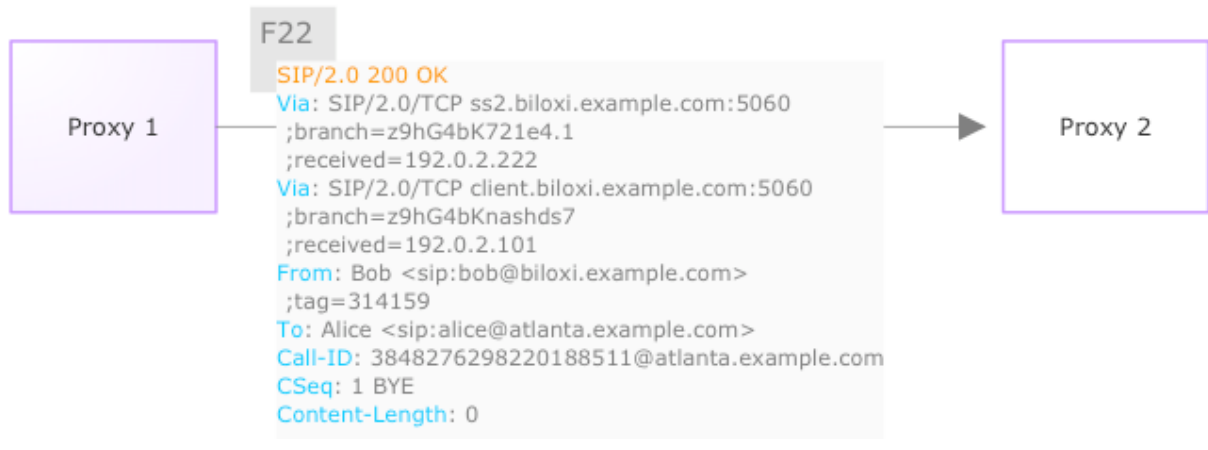 F22
SIP/2.0 200 OK
Via: SIP/2.0/TCP ss2.biloxi.example.com:5060
;branch=z9hG4bK721e4.1
;received=192.0.2.222
Via: SIP/2.0/TCP client.biloxi.example.com:5060
;branch=z9hG4bKnashds7
;received=192.0.2.101
From: Bob <sip:bob@biloxi.example.com>
;tag=314159
To: Alice <sip:alice@atlanta.example.com>
Call-ID: 3848276298220188511@atlanta.example.com
CSeq: 1 BYE
Content-Length: 0
Proxy 1
Proxy 2